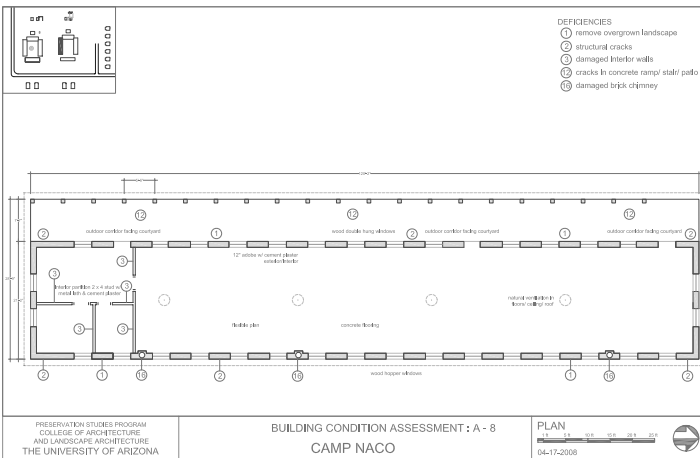 DEFICIENCIES
1 remove overgrown landscape
2 structural cracks
3 damaged interior walls
12 cracks in concrete ramp/ stair/ patio
16 damaged brick chimney
12
12
12
outdoor corridor facing courtyard
wood double hung windows
outdoor corridor facing courtyard
outdoor corridor facing courtyard
2
1
2
1
2
12" adobe w/ cement plaster
exterior/interior
3
3
3
interior partition 2 x 4 stud w/
metal lath & cement plaster
natural ventilation in
floors/ ceiling/ roof
3
3
flexible plan
concrete flooring
2
1
16
2
16
wood hopper windows
1
16
2
PRESERVATION STUDIES PROGRAM
COLLEGE OF ARCHITECTURE
AND LANDSCAPE ARCHITECTURE
THE UNIVERSITY OF ARIZONA
BUILDING CONDITION ASSESSMENT : A - 8
CAMP NACO
PLAN
04-17-2008